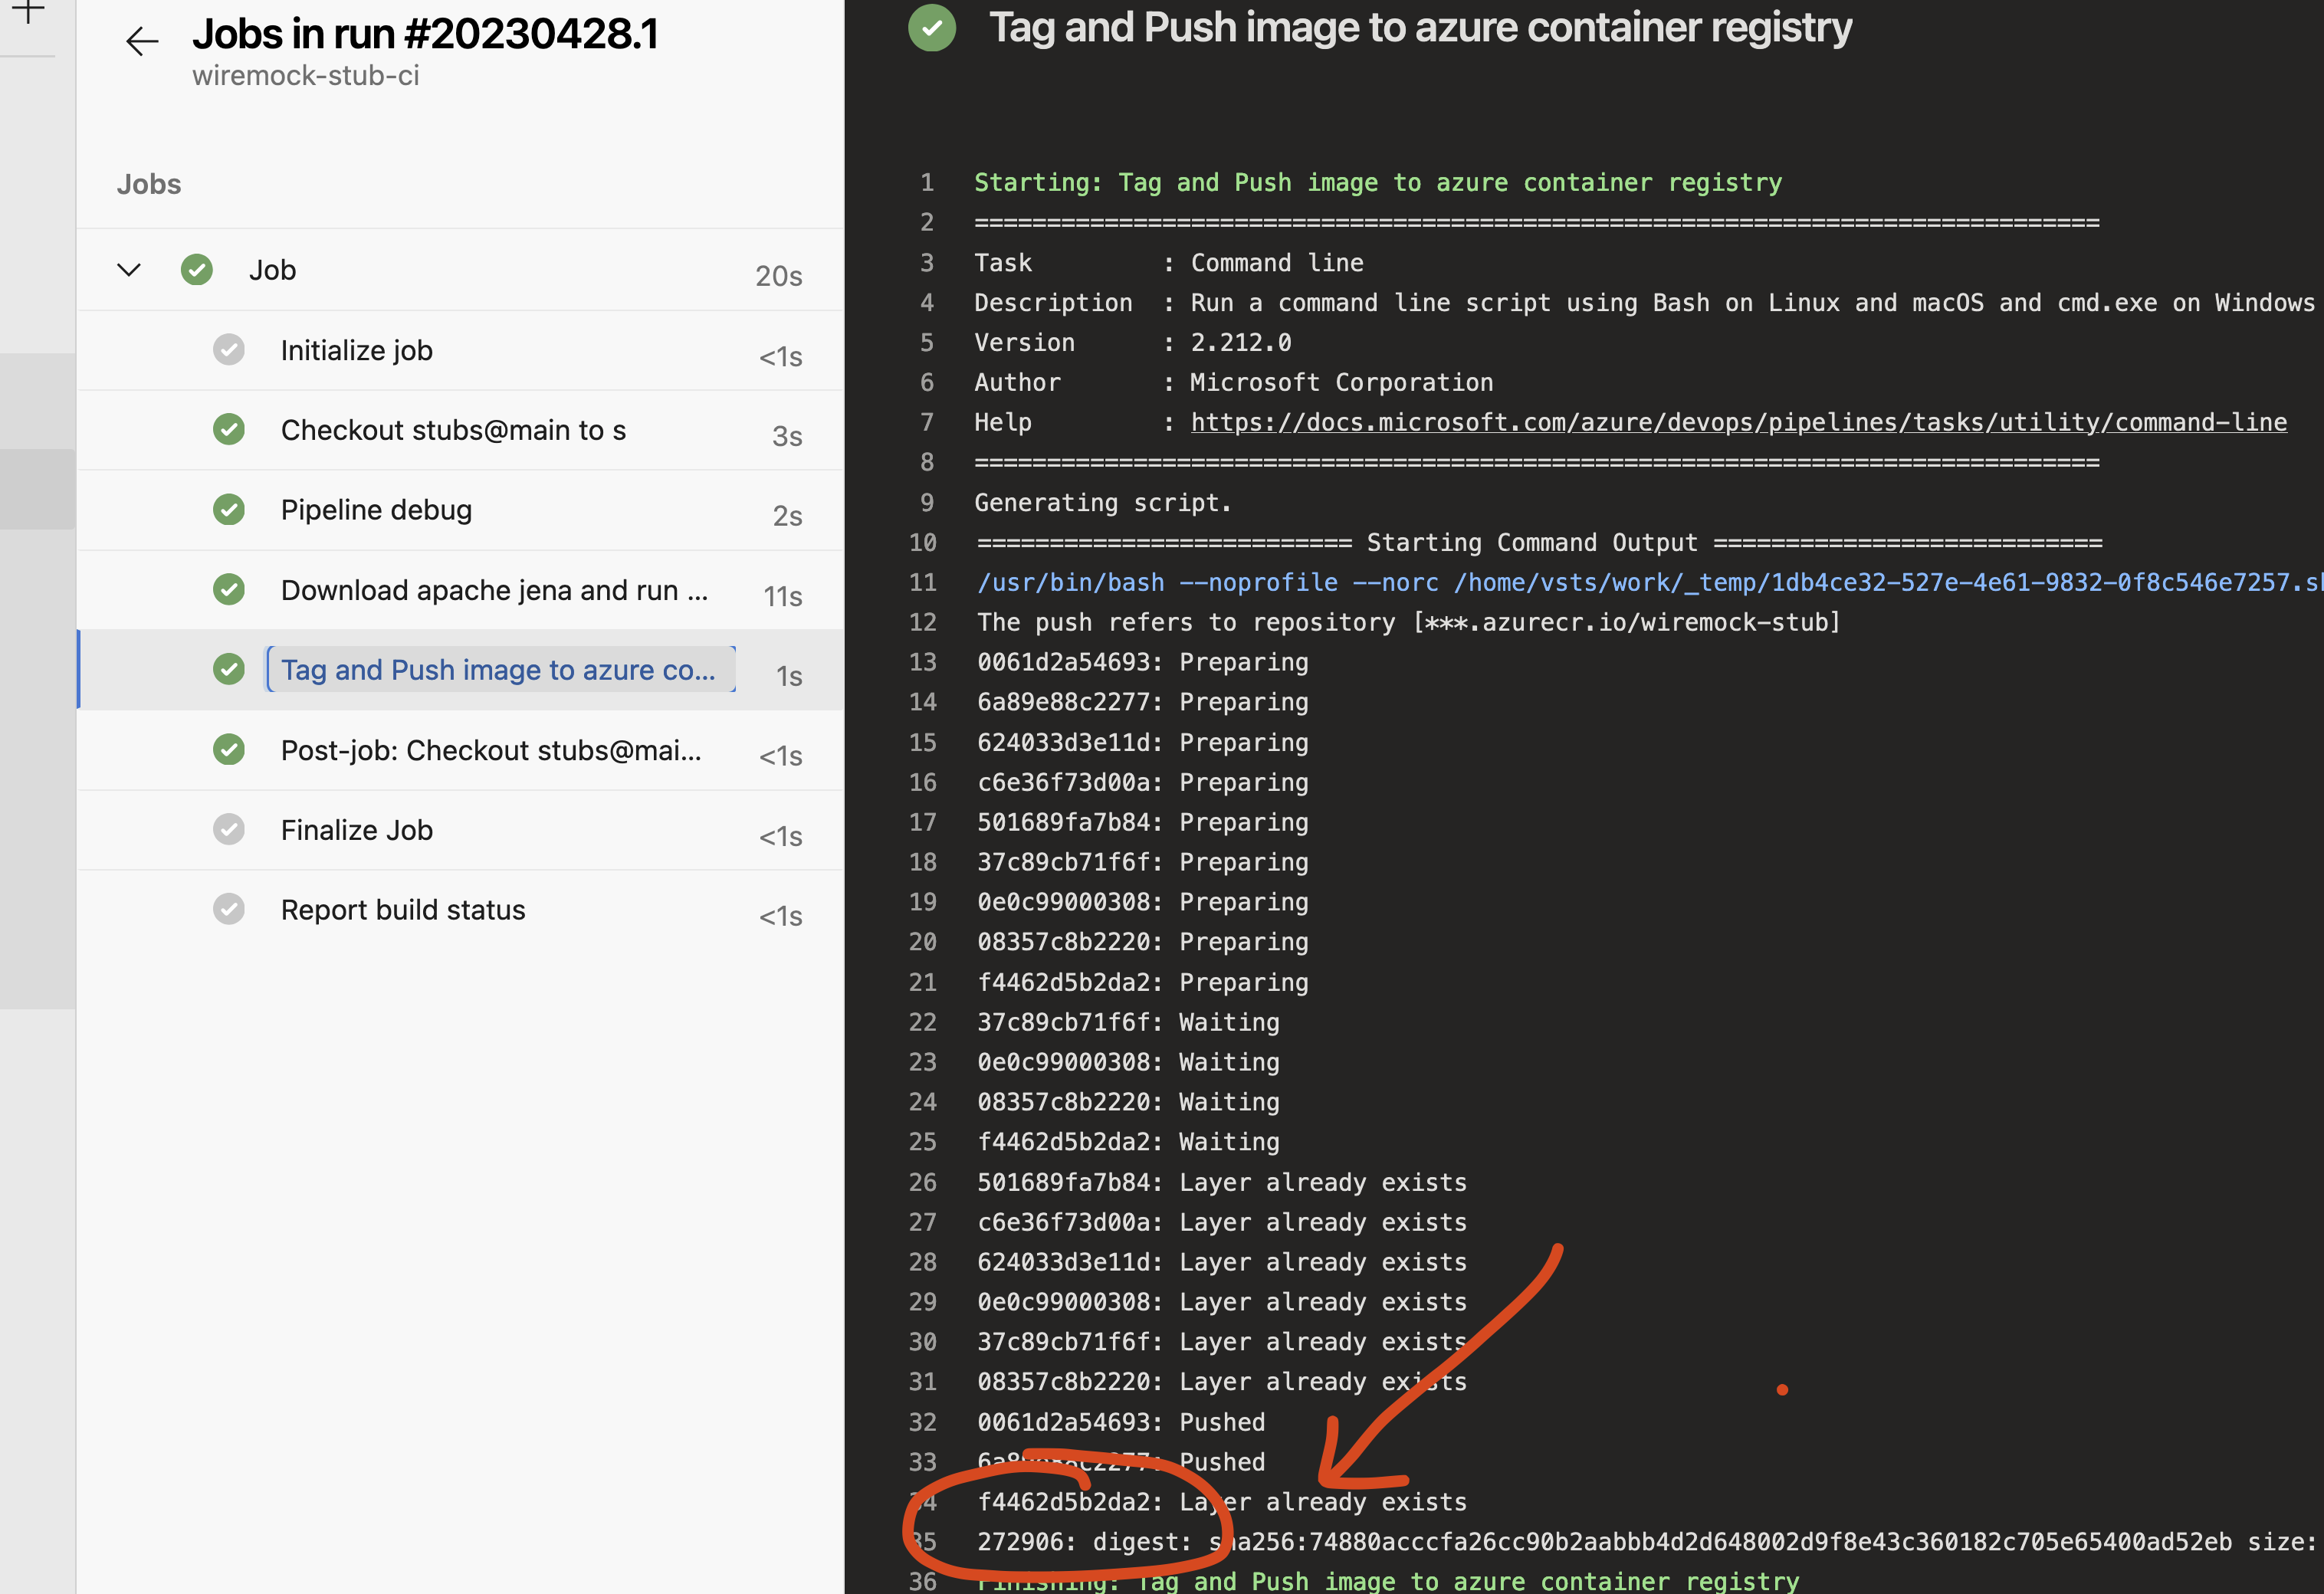 Jobs in run #20230428.1
wiremock-stub-ci
Jobs
Job 20s
Initialize job <1s
Checkout stubs@main to s 3s
Pipeline debug 2s
Download apache jena and run ... 11s
Tag and Push image to azure co... 1s
Post-job: Checkout stubs@mai... <1s
Finalize Job <1s
Report build status <1s
Tag and Push image to azure container registry
1 Starting: Tag and Push image to azure container registry
2 ==============================================================================
3 Task : Command line
4 Description : Run a command line script using Bash on Linux and macOS and cmd.exe on Windows
5 Version : 2.212.0
6 Author : Microsoft Corporation
7 Help : https://docs.microsoft.com/azure/devops/pipelines/tasks/utility/command-line
8 ==============================================================================
9 Generating script.
10 ========================== Starting Command Output ===========================
11 /usr/bin/bash --noprofile --norc /home/vsts/work/_temp/1db4ce32-527e-4e61-9832-0f8c546e7257.sh
12 The push refers to repository [***.azurecr.io/wiremock-stub]
13 0061d2a54693: Preparing
14 6a89e88c2277: Preparing
15 624033d3e11d: Preparing
16 c6e36f73d00a: Preparing
17 501689fa7b84: Preparing
18 37c89cb71f6f: Preparing
19 0e0c99000308: Preparing
20 08357c8b2220: Preparing
21 f4462d5b2da2: Preparing
22 37c89cb71f6f: Waiting
23 0e0c99000308: Waiting
24 08357c8b2220: Waiting
25 f4462d5b2da2: Waiting
26 501689fa7b84: Layer already exists
27 c6e36f73d00a: Layer already exists
28 624033d3e11d: Layer already exists
29 0e0c99000308: Layer already exists
30 37c89cb71f6f: Layer already exists
31 08357c8b2220: Layer already exists
32 0061d2a54693: Pushed
33 6a89e88c2277: Pushed
34 f4462d5b2da2: Layer already exists
35 272906: digest: sha256:74880acccfa26cc90b2aabbb4d2d648002d9f8e43c360182c705e65400ad52eb size:
36 Finishing: Tag and Push image to azure container registry